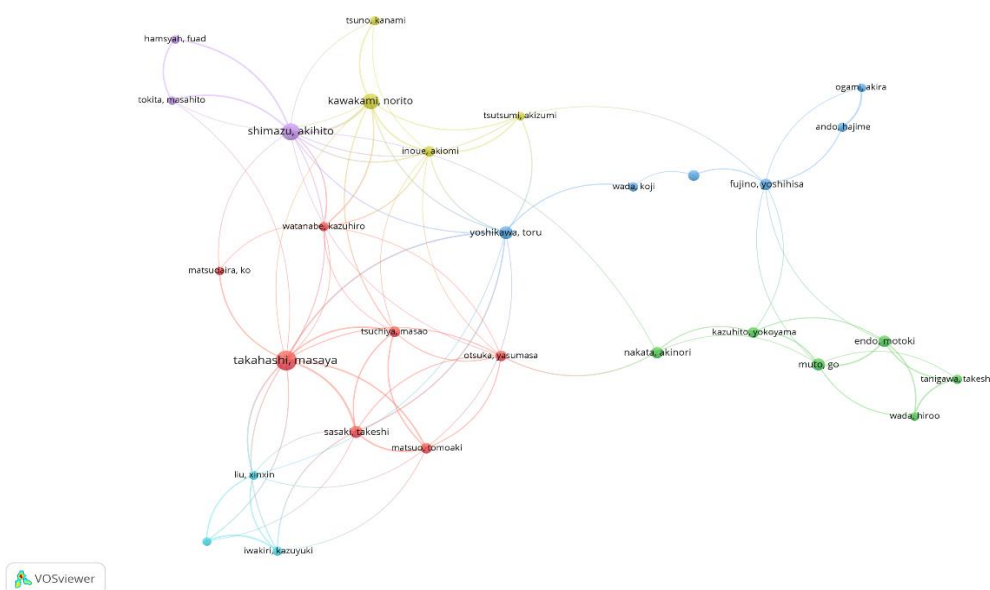 tsuno, kanami
hamsyah, fuad
ogami, akira
tokita, masahito
kawakami, norito
tsutsumi, akizumi
ando, hajime
shimazu, akihito
inoue, akiomi
wada, koji
fujino, yoshihisa
watanabe, kazuhiro
yoshikawa, toru
matsudaira, ko
tsuchiya, masao
kazuhito, yokoyama
endo, motoki
takahashi, masaya
otsuka, yasumasa
nakata, akinori
muto, go
tanigawa, takesh
wada, hiroo
sasaki, takeshi
matsuo, tomoaki
liu, xinxin
iwakiri, kazuyuki
VOSviewer